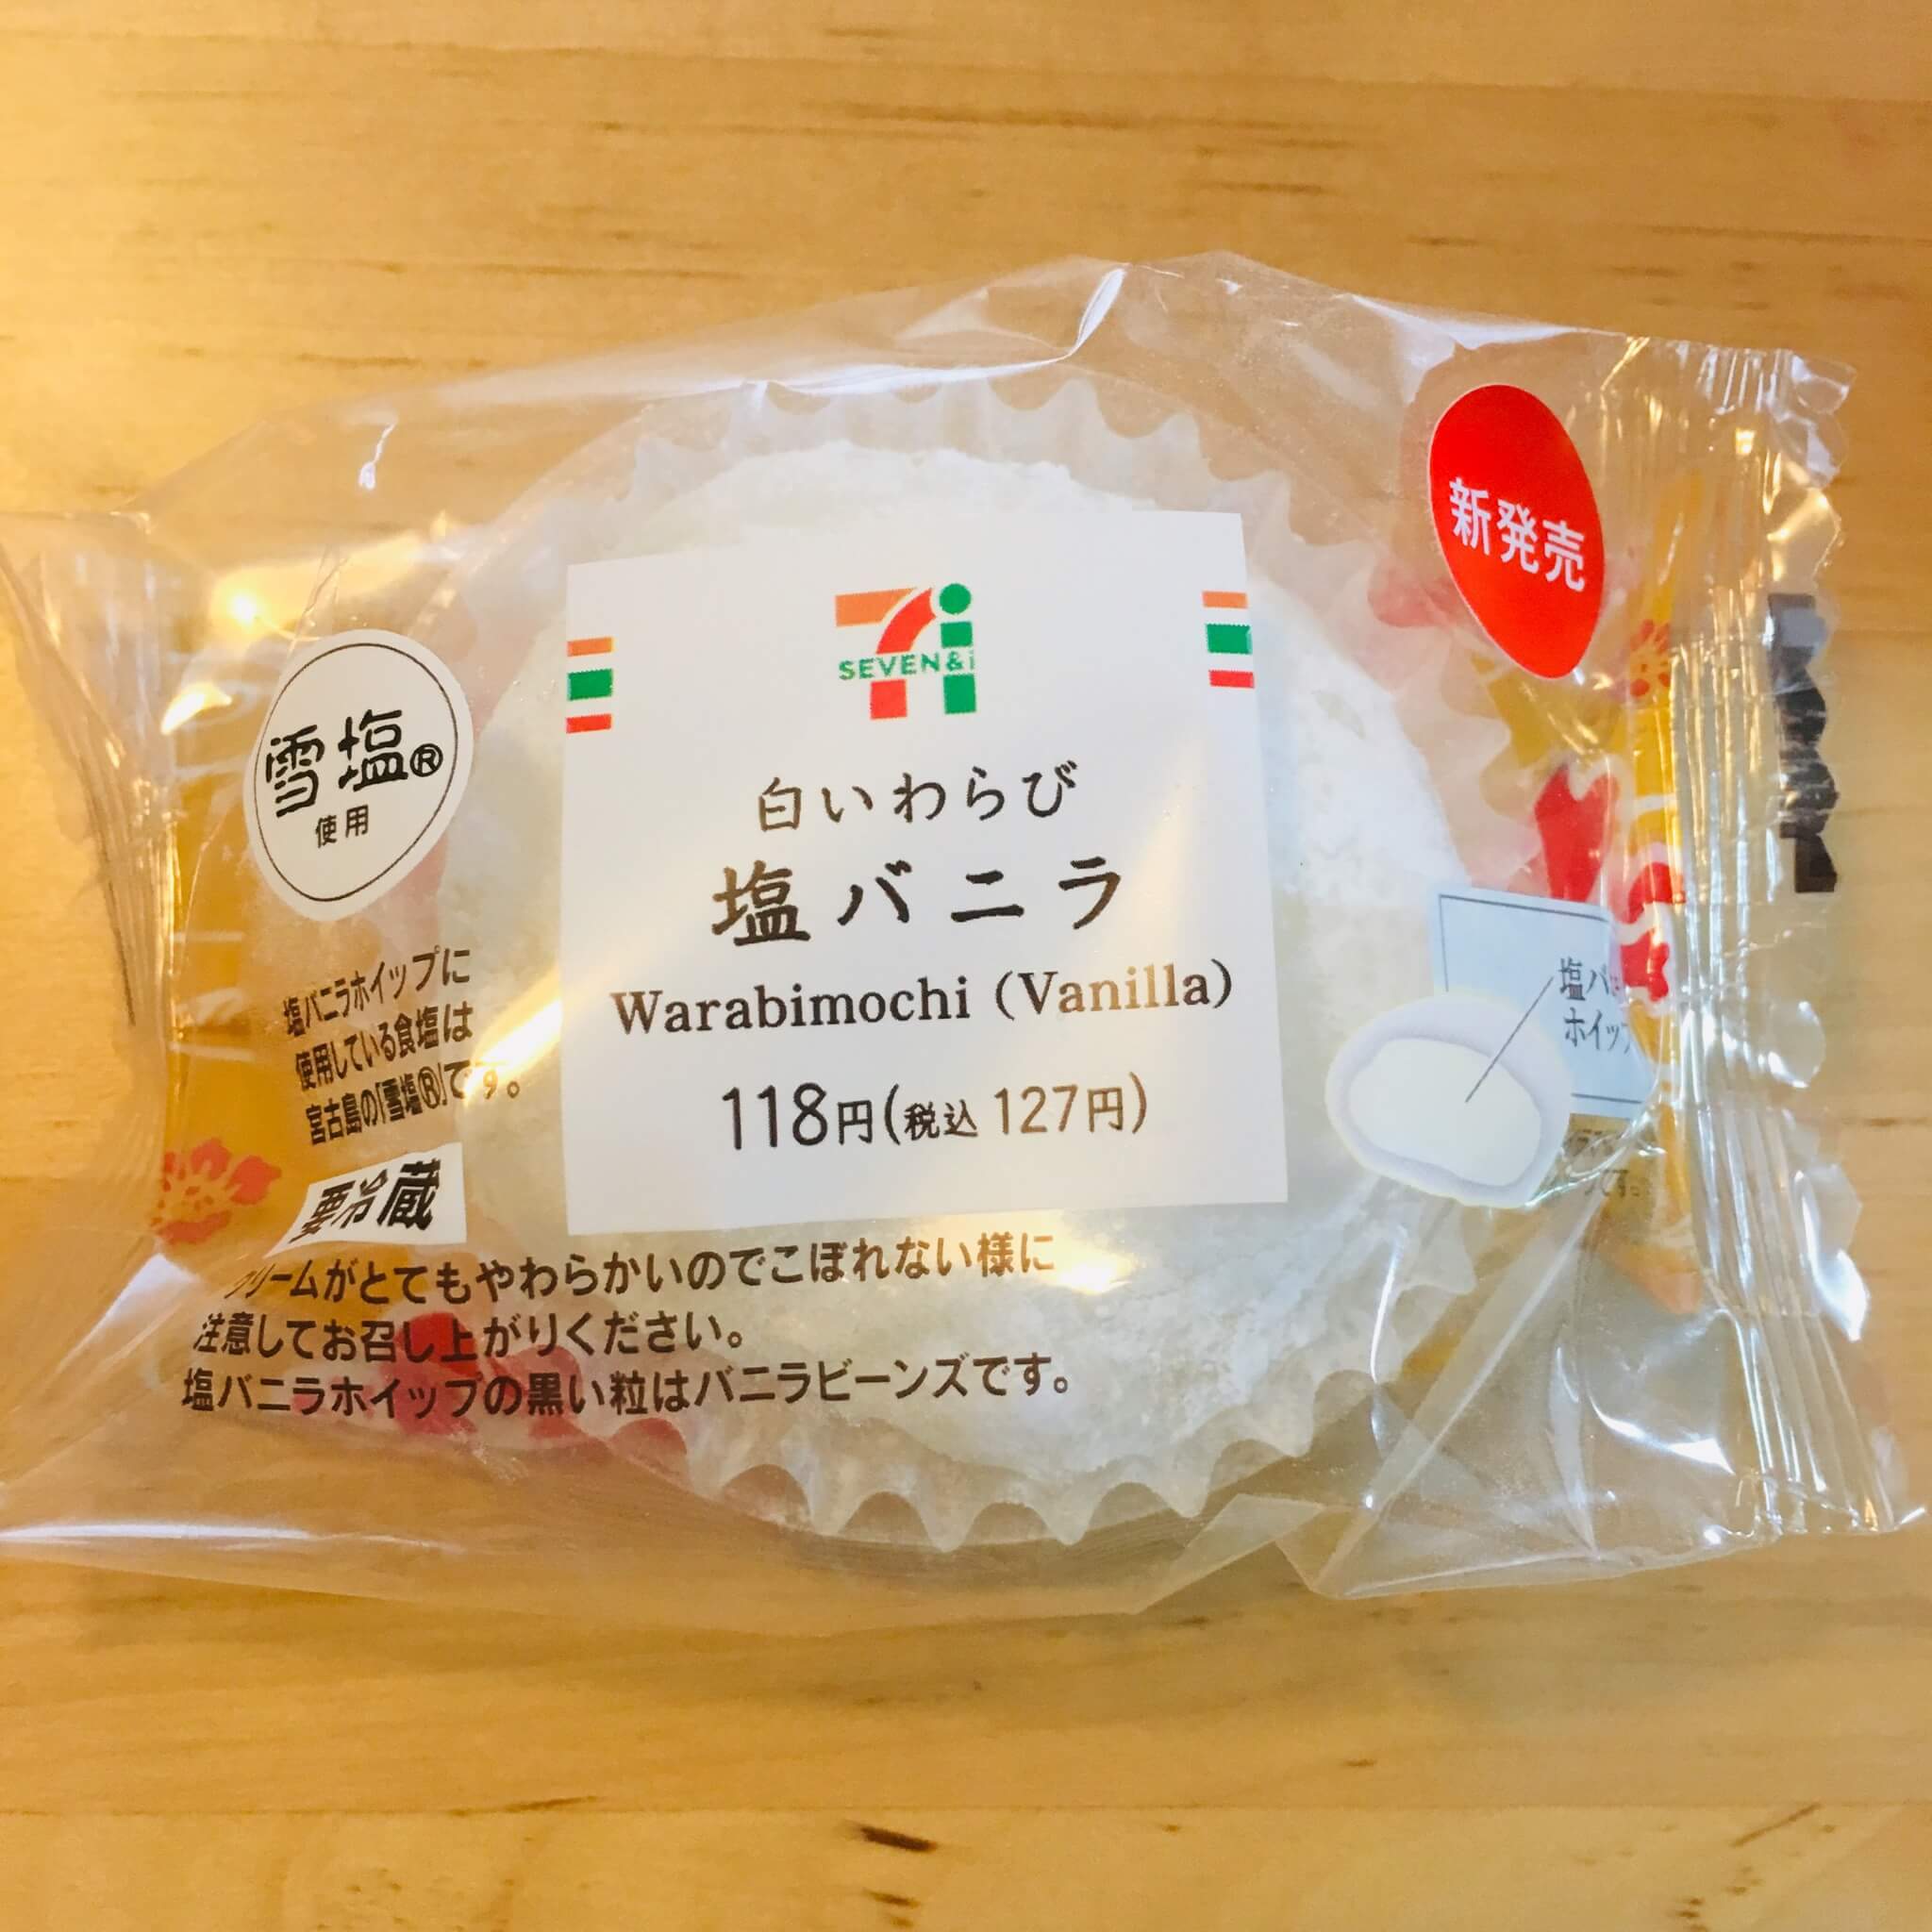 新発売
SEVEN&i
雪塩®
使用
白いわらび
塩バニラ
Warabimochi (Vanilla)
118円(税込 127円)
塩バニラホイップに
使用している食塩は
宮古島の「雪塩®」です。
要冷蔵
塩バ
ホイップ
クリームがとてもやわらかいのでこぼれない様に
注意してお召し上がりください。
塩バニラホイップの黒い粒はバニラビーンズです。